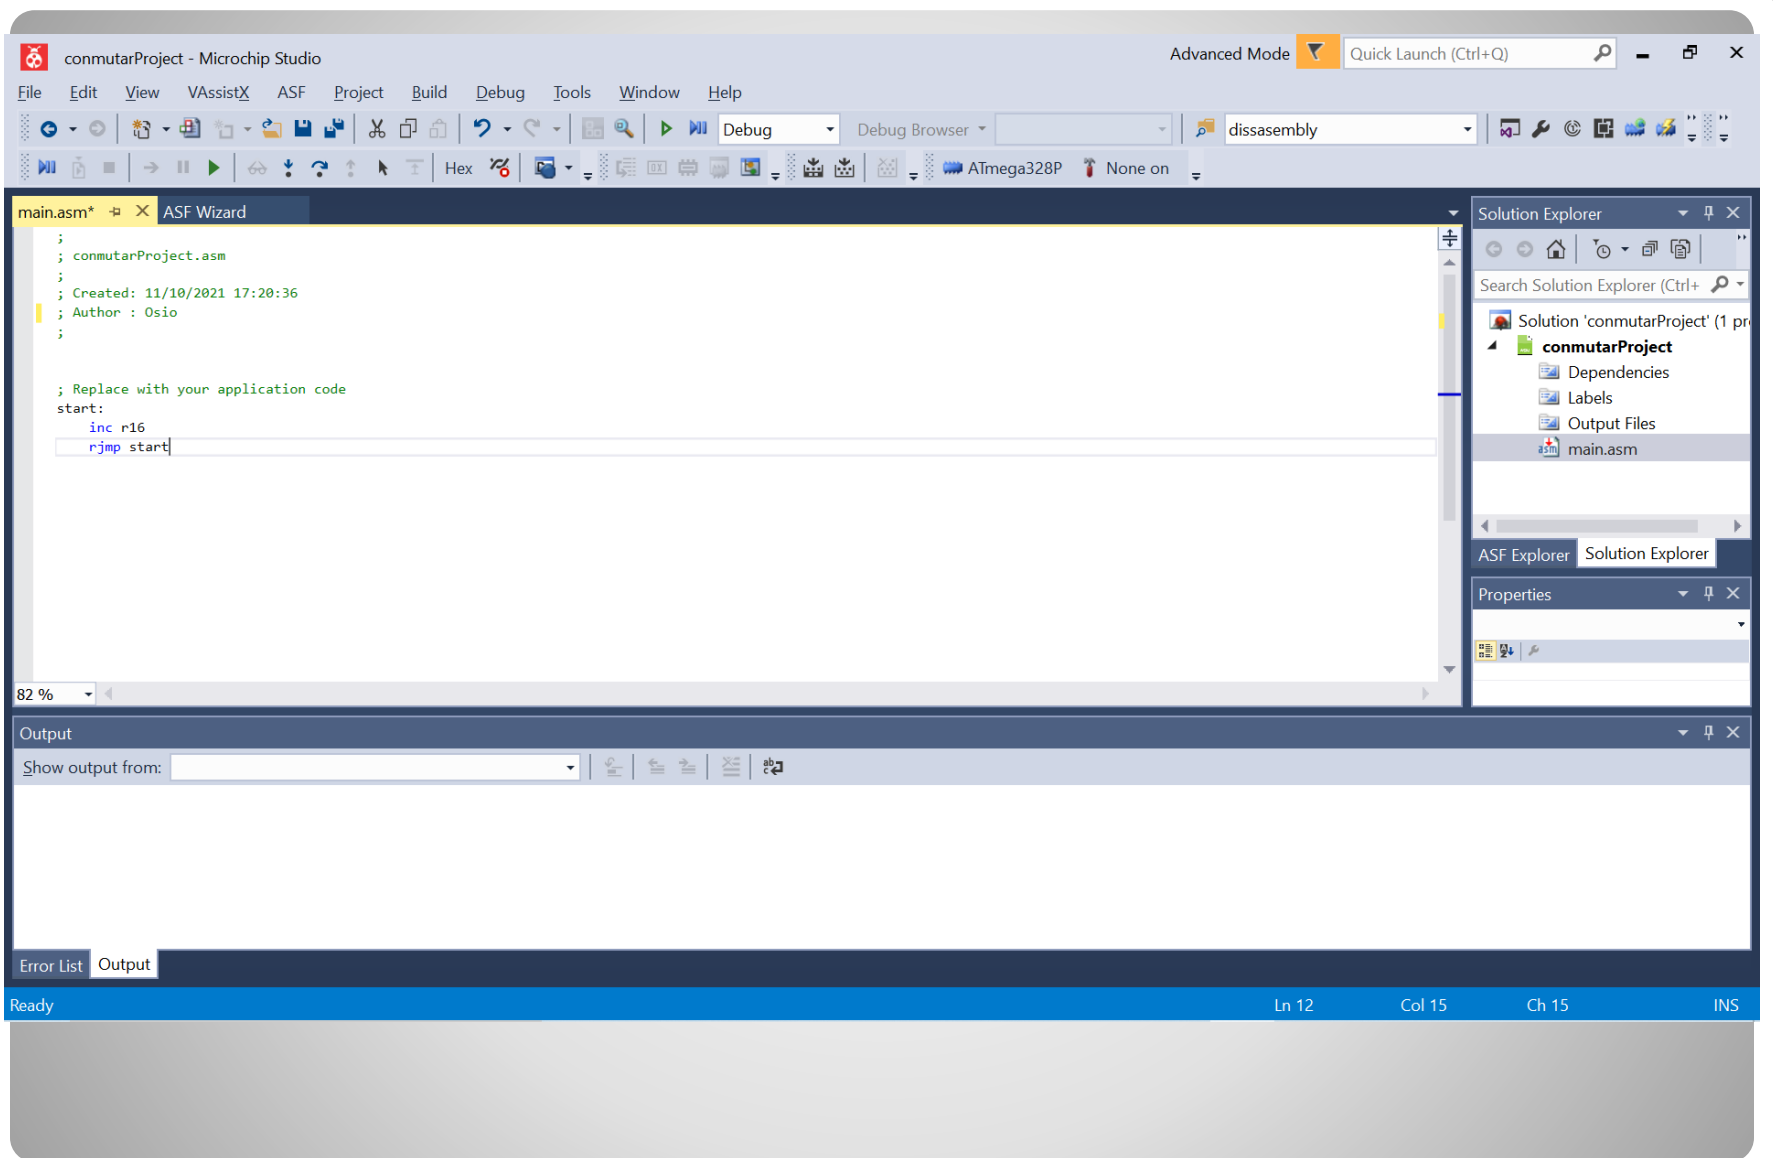 conmutarProject - Microchip Studio
Advanced Mode
Quick Launch (Ctrl+Q)
File Edit View VAssistX ASF Project Build Debug Tools Window Help
Debug
Debug Browser
dissasembly
Hex
ATmega328P
None on
main.asm*
ASF Wizard
;
; conmutarProject.asm
;
; Created: 11/10/2021 17:20:36
; Author : Osio
;
; Replace with your application code
start:
inc r16
rjmp start
82 %
Solution Explorer
Search Solution Explorer (Ctrl+
Solution 'conmutarProject' (1 pr
conmutarProject
Dependencies
Labels
Output Files
asm main.asm
ASF Explorer
Solution Explorer
Properties
Output
Show output from:
Error List
Output
Ready
Ln 12
Col 15
Ch 15
INS